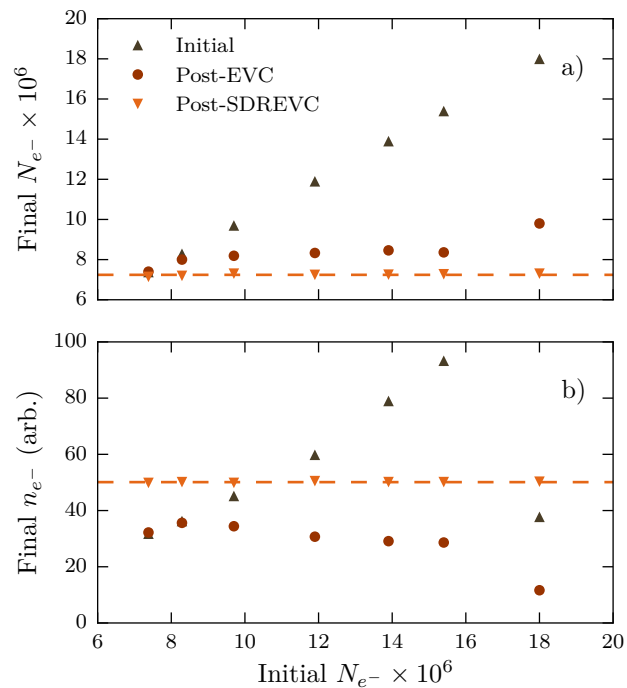 18
16
14
12
10
8
6
Final N_{e^-} × 10^6
Initial
Post-EVC
Post-SDREVC
a)
100
80
60
40
20
0
Final n_{e^-} (arb.)
b)
6 8 10 12 14 16 18 20
Initial N_{e^-} × 10^6